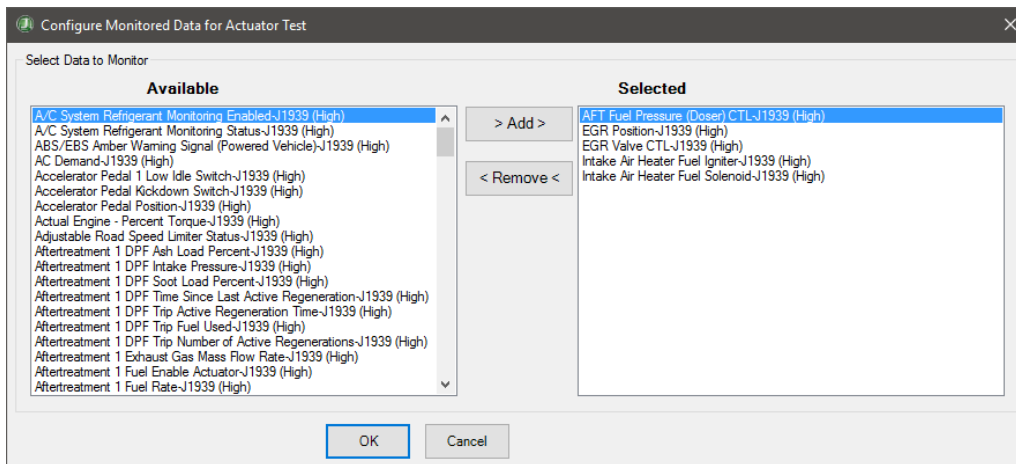 Configure Monitored Data for Actuator Test
Select Data to Monitor
Available
A/C System Refrigerant Monitoring Enabled-J1939 (High)
A/C System Refrigerant Monitoring Status-J1939 (High)
ABS/EBS Amber Warning Signal (Powered Vehicle)-J1939 (High)
AC Demand-J1939 (High)
Accelerator Pedal 1 Low Idle Switch-J1939 (High)
Accelerator Pedal Kickdown Switch-J1939 (High)
Accelerator Pedal Position-J1939 (High)
Actual Engine - Percent Torque-J1939 (High)
Adjustable Road Speed Limiter Status-J1939 (High)
Aftertreatment 1 DPF Ash Load Percent-J1939 (High)
Aftertreatment 1 DPF Intake Pressure-J1939 (High)
Aftertreatment 1 DPF Soot Load Percent-J1939 (High)
Aftertreatment 1 DPF Time Since Last Active Regeneration-J1939 (High)
Aftertreatment 1 DPF Trip Active Regeneration Time-J1939 (High)
Aftertreatment 1 DPF Trip Fuel Used-J1939 (High)
Aftertreatment 1 DPF Trip Number of Active Regenerations-J1939 (High)
Aftertreatment 1 Exhaust Gas Mass Flow Rate-J1939 (High)
Aftertreatment 1 Fuel Enable Actuator-J1939 (High)
Aftertreatment 1 Fuel Rate-J1939 (High)
> Add >
< Remove <
Selected
AFT Fuel Pressure (Doser) CTL-J1939 (High)
EGR Position-J1939 (High)
EGR Valve CTL-J1939 (High)
Intake Air Heater Fuel Igniter-J1939 (High)
Intake Air Heater Fuel Solenoid-J1939 (High)
OK
Cancel